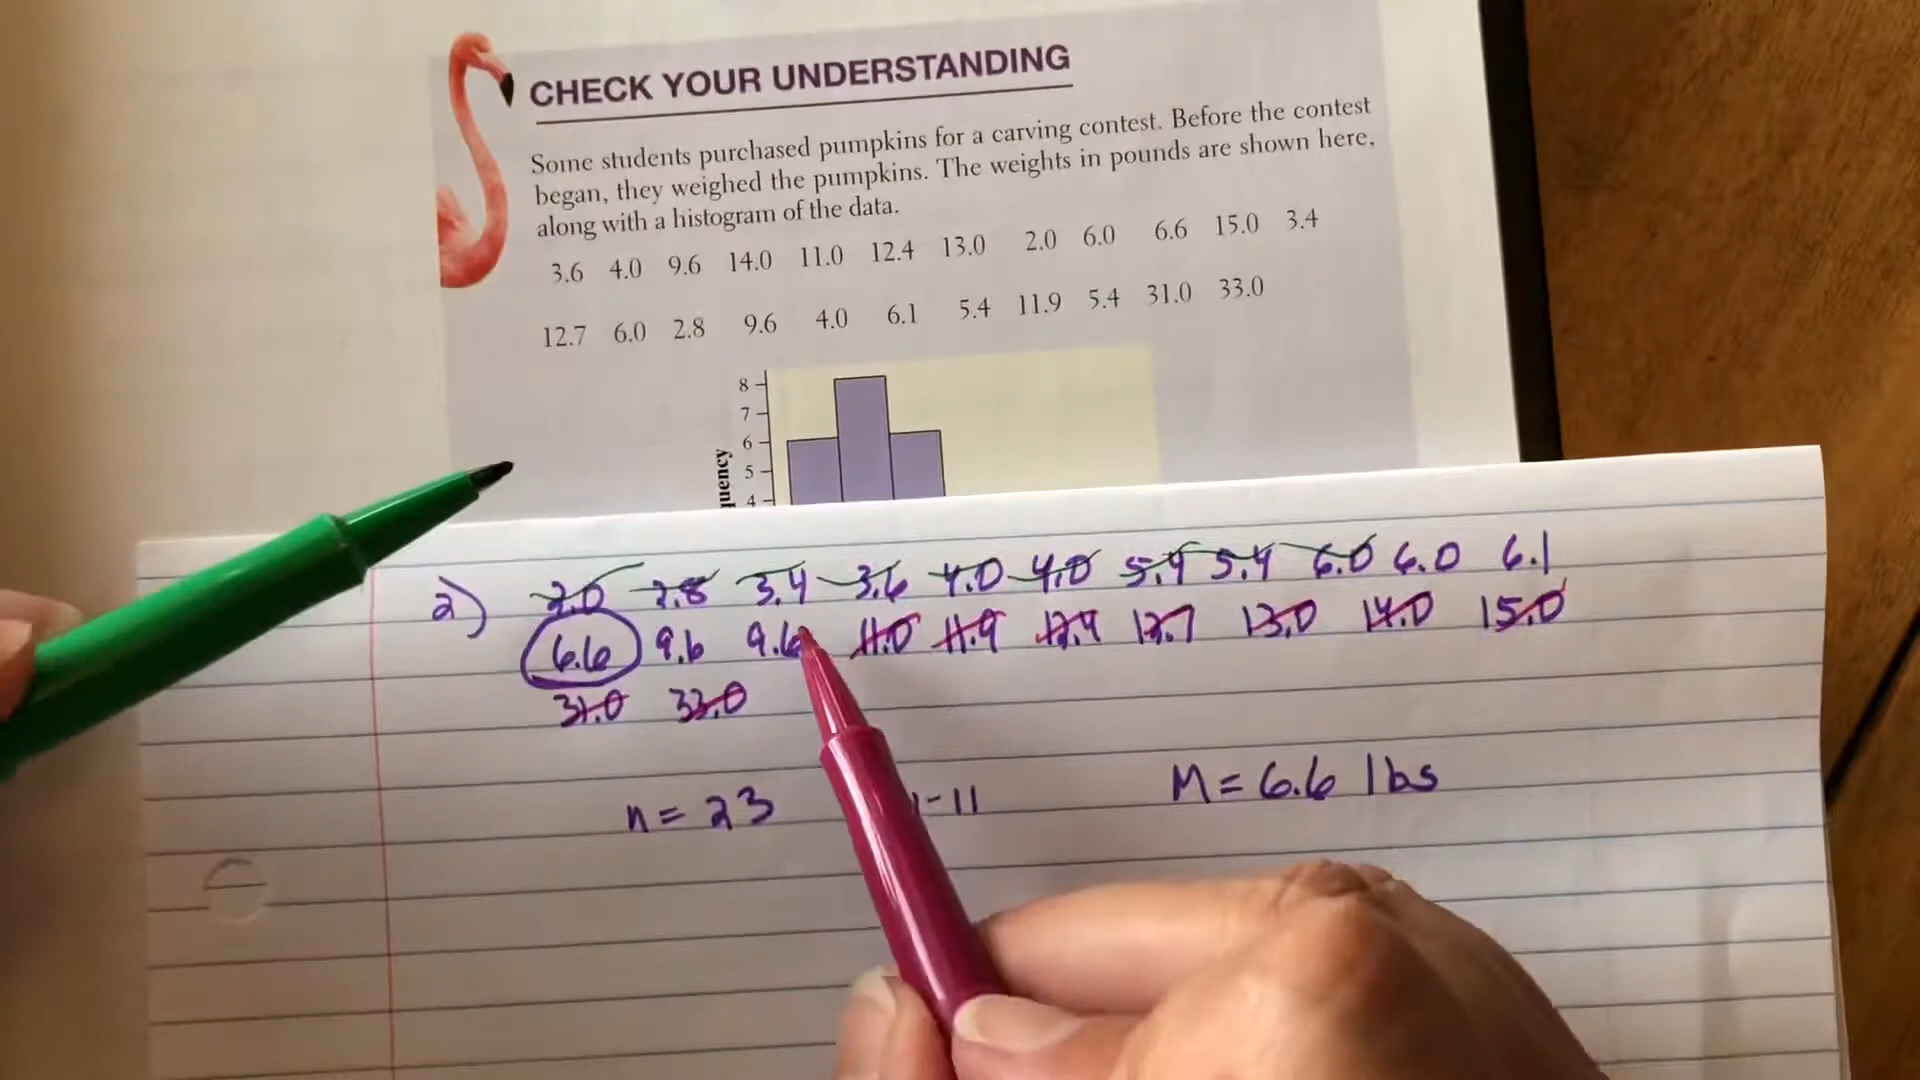 CHECK YOUR UNDERSTANDING
Some students purchased pumpkins for a carving contest. Before the contest
began, they weighed the pumpkins. The weights in pounds are shown here,
along with a histogram of the data.
3.6 4.0 9.6 14.0 11.0 12.4 13.0 2.0 6.0 6.6 15.0 3.4
12.7 6.0 2.8 9.6 4.0 6.1 5.4 11.9 5.4 31.0 33.0
8
7
6
5
4
quency
a) 2.0 2.8 3.4 3.6 4.0 4.0 5.4 5.4 6.0 6.0 6.1
6.6 9.6 9.6 11.0 11.9 12.4 12.7 13.0 14.0 15.0
31.0 33.0
n = 23 -11 M = 6.6 lbs